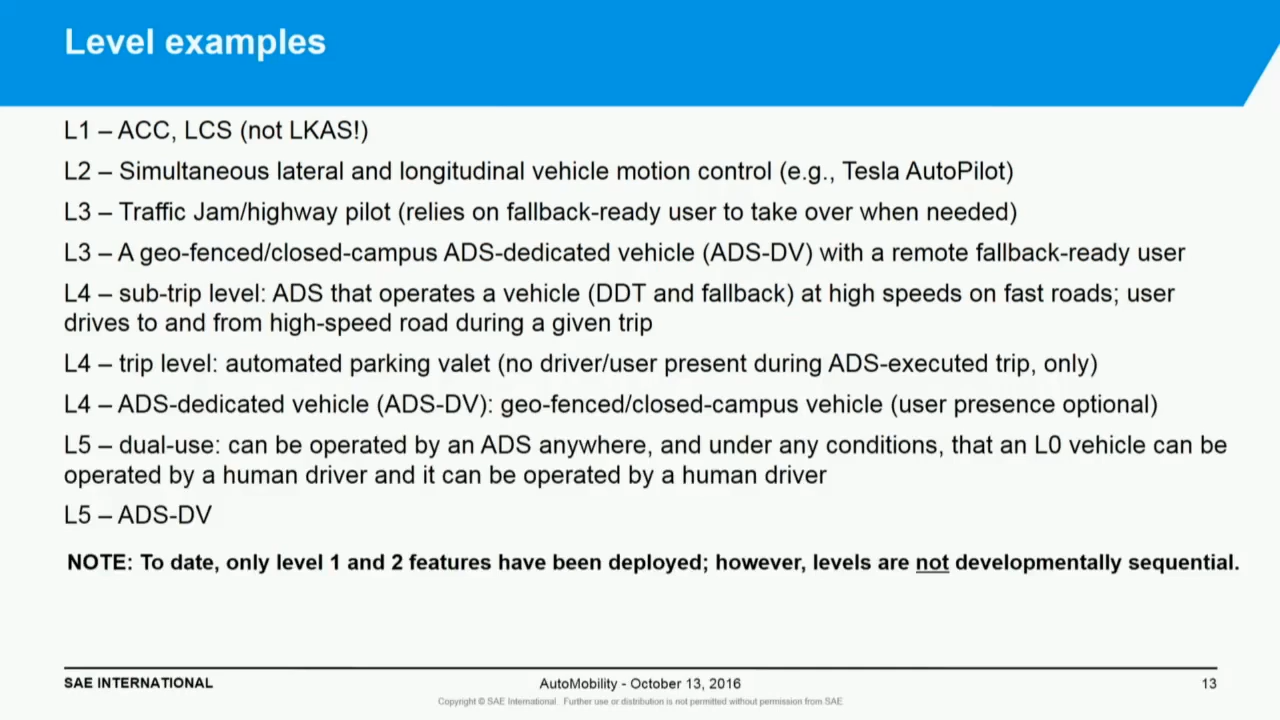 Level examples
L1 – ACC, LCS (not LKAS!)
L2 – Simultaneous lateral and longitudinal vehicle motion control (e.g., Tesla AutoPilot)
L3 – Traffic Jam/highway pilot (relies on fallback-ready user to take over when needed)
L3 – A geo-fenced/closed-campus ADS-dedicated vehicle (ADS-DV) with a remote fallback-ready user
L4 – sub-trip level: ADS that operates a vehicle (DDT and fallback) at high speeds on fast roads; user
drives to and from high-speed road during a given trip
L4 – trip level: automated parking valet (no driver/user present during ADS-executed trip, only)
L4 – ADS-dedicated vehicle (ADS-DV): geo-fenced/closed-campus vehicle (user presence optional)
L5 – dual-use: can be operated by an ADS anywhere, and under any conditions, that an L0 vehicle can be
operated by a human driver and it can be operated by a human driver
L5 – ADS-DV
NOTE: To date, only level 1 and 2 features have been deployed; however, levels are not developmentally sequential.
SAE INTERNATIONAL
AutoMobility - October 13, 2016
13
Copyright © SAE International. Further use or distribution is not permitted without permission from SAE